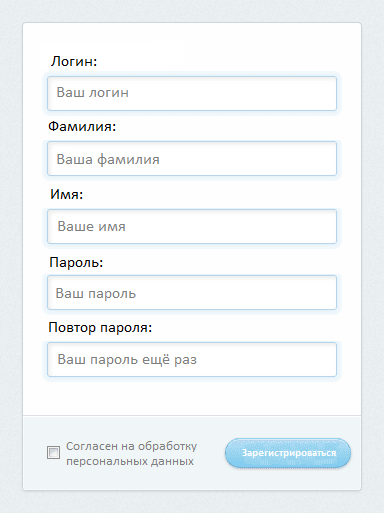 Логин:
Ваш логин
Фамилия:
Ваша фамилия
Имя:
Ваше имя
Пароль:
Ваш пароль
Повтор пароля:
Ваш пароль ещё раз
Согласен на обработку
персональных данных
Зарегистрироваться